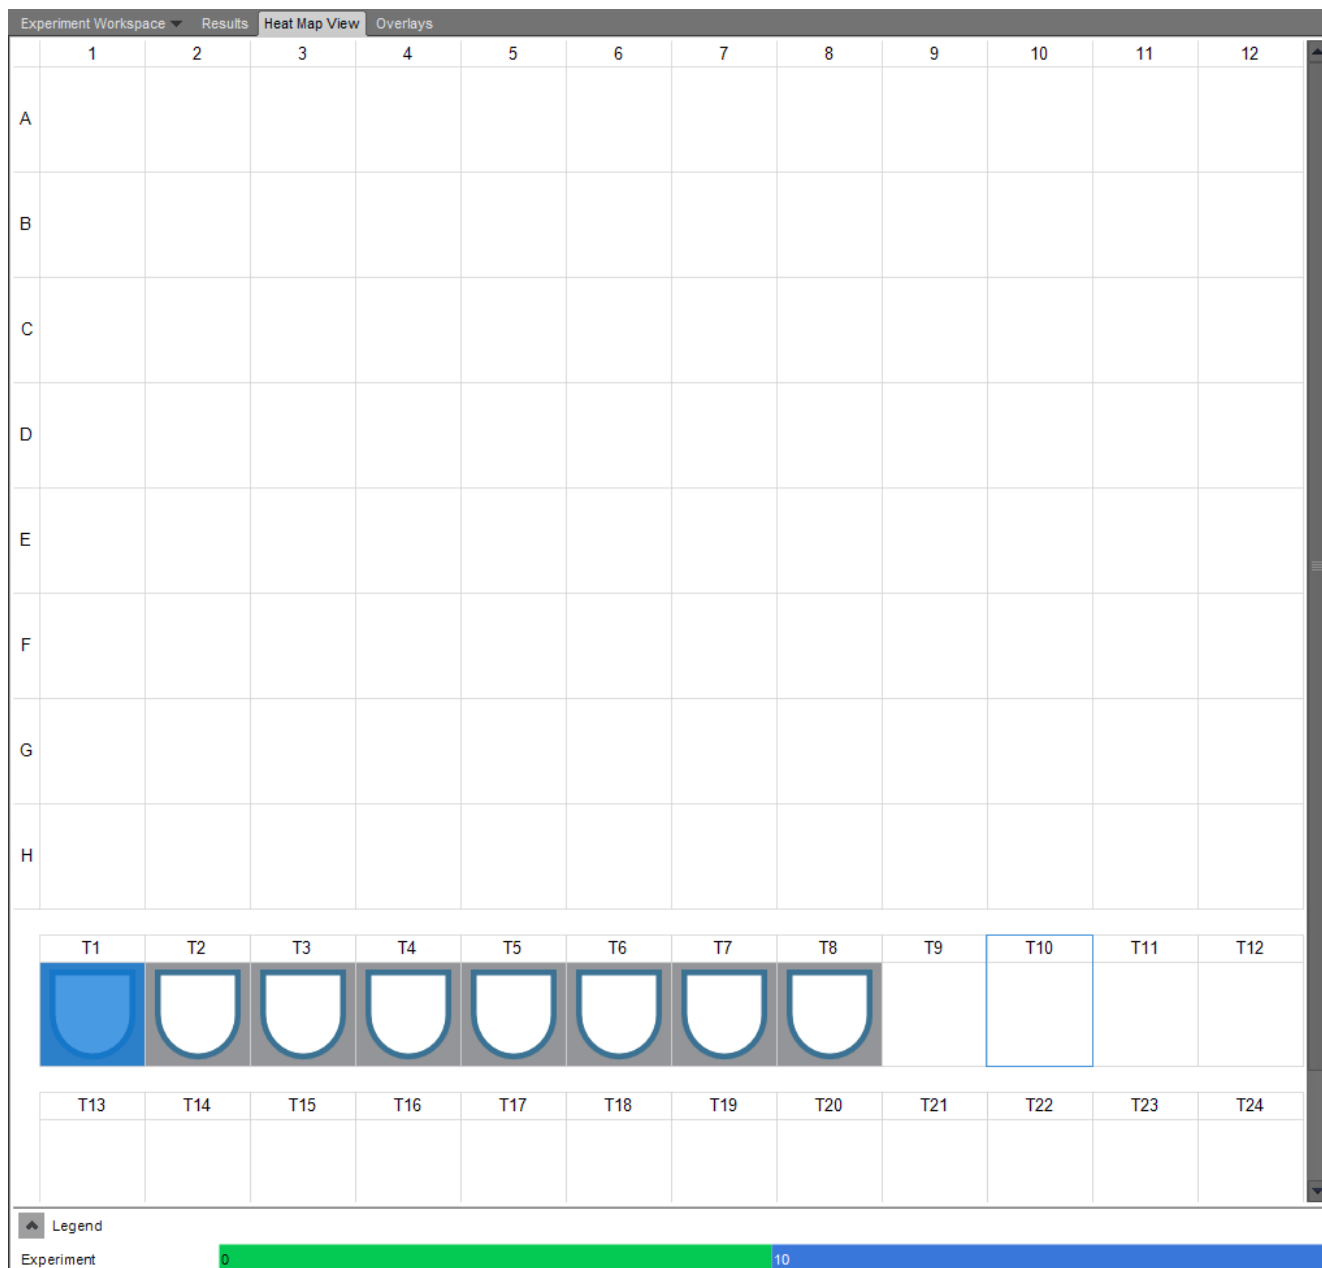 Experiment Workspace Results Heat Map View Overlays
1 2 3 4 5 6 7 8 9 10 11 12
A
B
C
D
E
F
G
H
T1 T2 T3 T4 T5 T6 T7 T8 T9 T10 T11 T12
T13 T14 T15 T16 T17 T18 T19 T20 T21 T22 T23 T24
Legend
Experiment 0 10